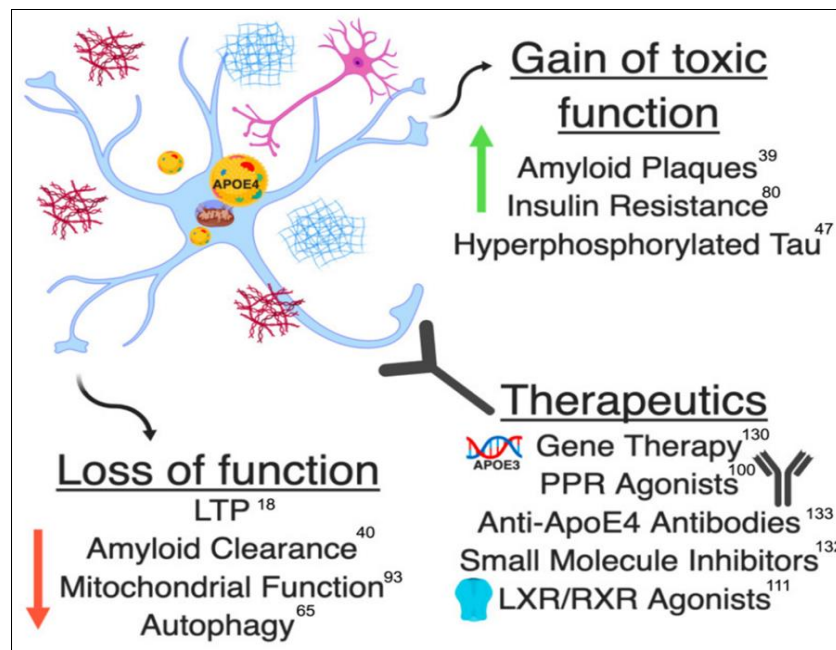 APOE4
Gain of toxic
function
Amyloid Plaques39
Insulin Resistance80
Hyperphosphorylated Tau47
Loss of function
LTP 18
Amyloid Clearance40
Mitochondrial Function93
Autophagy65
Therapeutics
APOE3
Gene Therapy130
PPR Agonists100
Anti-ApoE4 Antibodies 133
Small Molecule Inhibitors132
LXR/RXR Agonists111